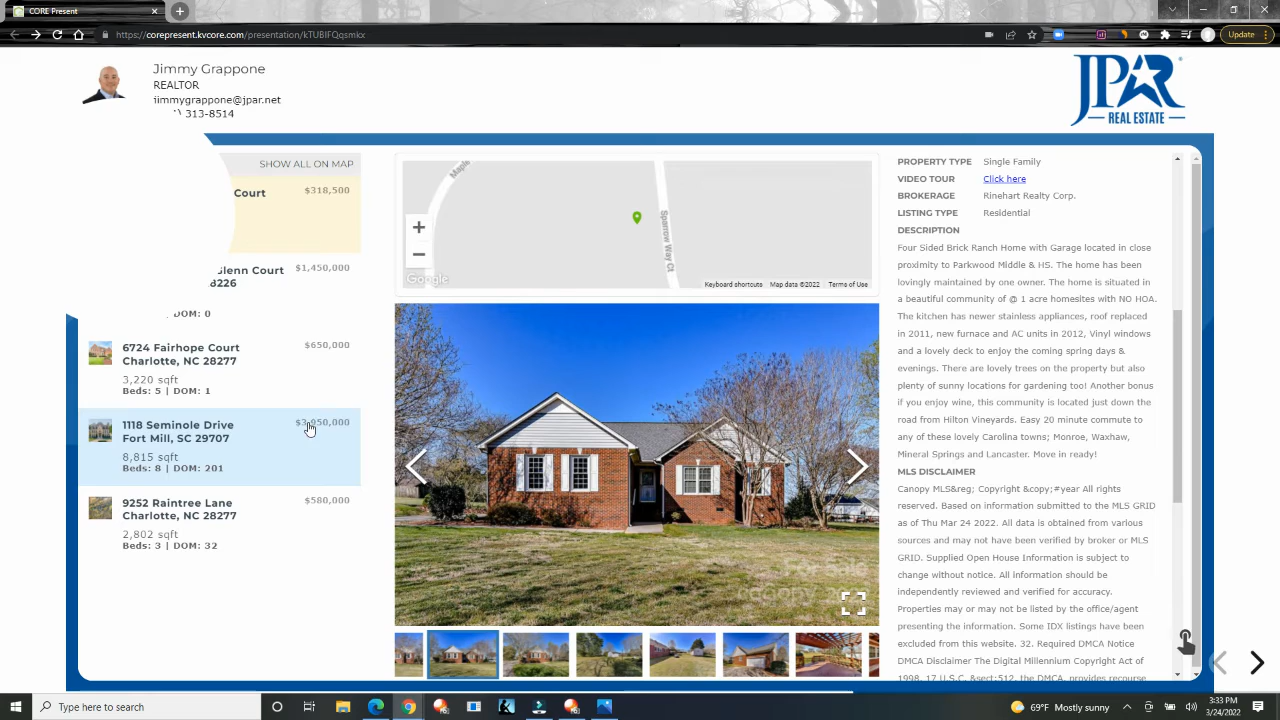 Core Present
https://corepresent.kvcore.com/presentation/kTUBIFQqsmkx
Update
Jimmy Grappone
REALTOR
jimmygrappone@jpar.net
313-8514
JPAR
REAL ESTATE
SHOW ALL ON MAP
Court
$318,500
Glenn Court
$1,450,000
8226
| DOM: 0
6724 Fairhope Court
$650,000
Charlotte, NC 28277
3,220 sqft
Beds: 5 | DOM: 1
1118 Seminole Drive
Fort Mill, SC 29707
8,815 sqft
Beds: 8 | DOM: 201
9252 Raintree Lane
$580,000
Charlotte, NC 28277
2,802 sqft
Beds: 3 | DOM: 32
Maple
Sparrow Way Ct
Google
Keyboard shortcuts
Map data ©2022
Terms of Use
For Sale
canopy
PROPERTY TYPE Single Family
VIDEO TOUR Click here
BROKERAGE Rinehart Realty Corp.
LISTING TYPE Residential
DESCRIPTION
Four Sided Brick Ranch Home with Garage located in close
proximity to Parkwood Middle & HS. The home has been
lovingly maintained by one owner. The home is situated in
a beautiful community of @ 1 acre homesites with NO HOA.
The kitchen has newer stainless appliances, roof replaced
in 2011, new furnace and AC units in 2012, Vinyl windows
and a lovely deck to enjoy the coming spring days &
evenings. There are lovely trees on the property but also
plenty of sunny locations for gardening too! Another bonus
if you enjoy wine, this community is located just down the
road from Hilton Vineyards. Easy 20 minute commute to
any of these lovely Carolina towns; Monroe, Waxhaw,
Mineral Springs and Lancaster. Move in ready!
MLS DISCLAIMER
Canopy MLS&reg; Copyright &copy;#year All rights
reserved. Based on information submitted to the MLS GRID
as of Thu Mar 24 2022. All data is obtained from various
sources and may not have been verified by broker or MLS
GRID. Supplied Open House Information is subject to
change without notice. All information should be
independently reviewed and verified for accuracy.
Properties may or may not be listed by the office/agent
presenting the information. Some IDX listings have been
excluded from this website. 32. Required DMCA Notice
DMCA Disclaimer The Digital Millennium Copyright Act of
1998, 17 U.S.C. &sect;512, the DMCA, provides recourse
Type here to search
69°F Mostly sunny
3:33 PM
3/24/2022